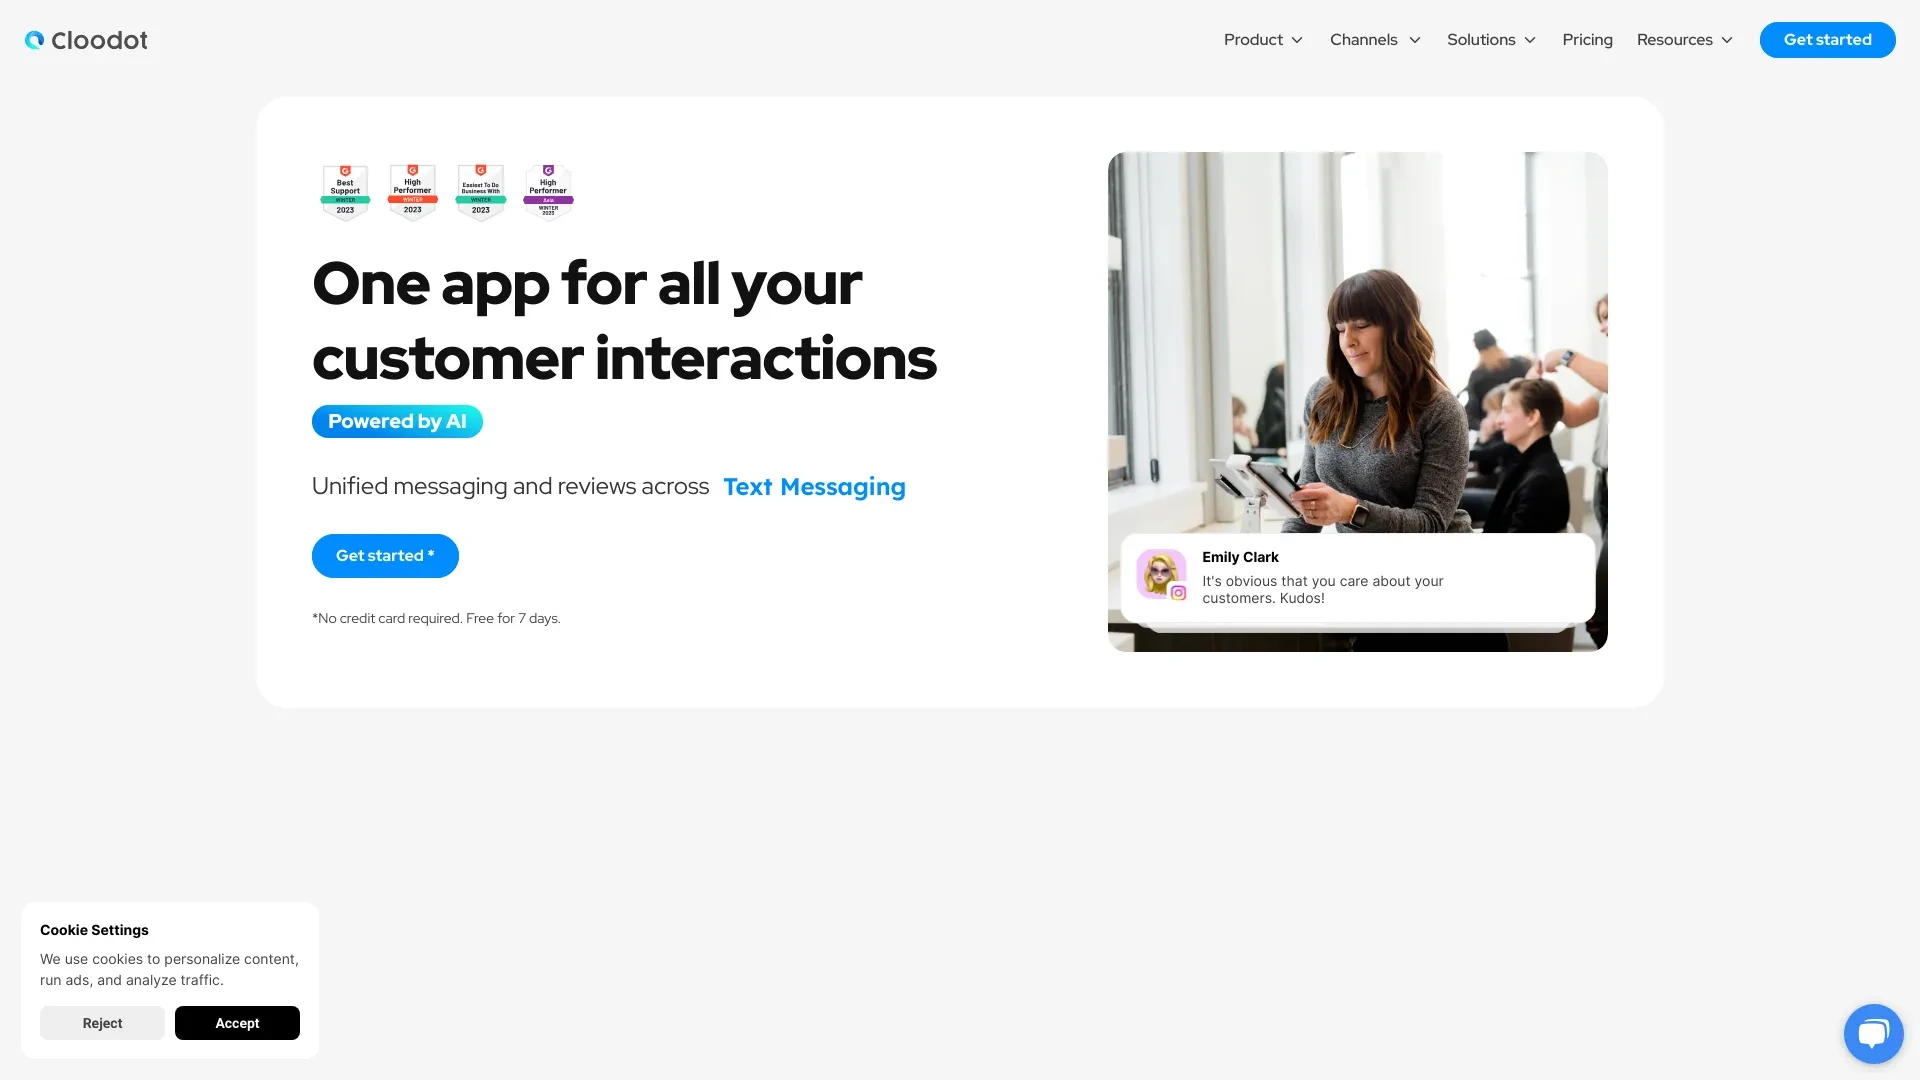 Cloodot
Product
Channels
Solutions
Pricing
Resources
Get started
Best
Support
WINTER
2023
High
Performer
WINTER
2023
Easiest To Do
Business With
WINTER
2023
High
Performer
Asia
WINTER
2023
One app for all your
customer interactions
Powered by AI
Unified messaging and reviews across Text Messaging
Get started *
*No credit card required. Free for 7 days.
Emily Clark
It's obvious that you care about your
customers. Kudos!
Cookie Settings
We use cookies to personalize content,
run ads, and analyze traffic.
Reject
Accept